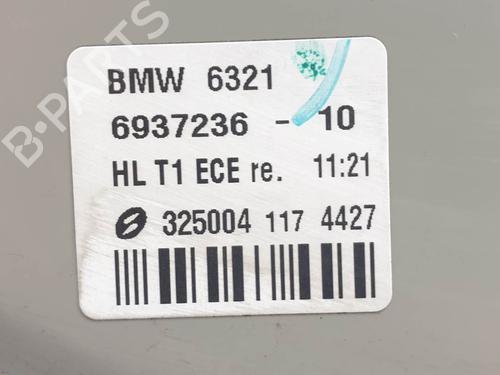 BMW 6321
6937236 - 10
HL T1 ECE re. 11:21
325004 117 4427
B-PARTS